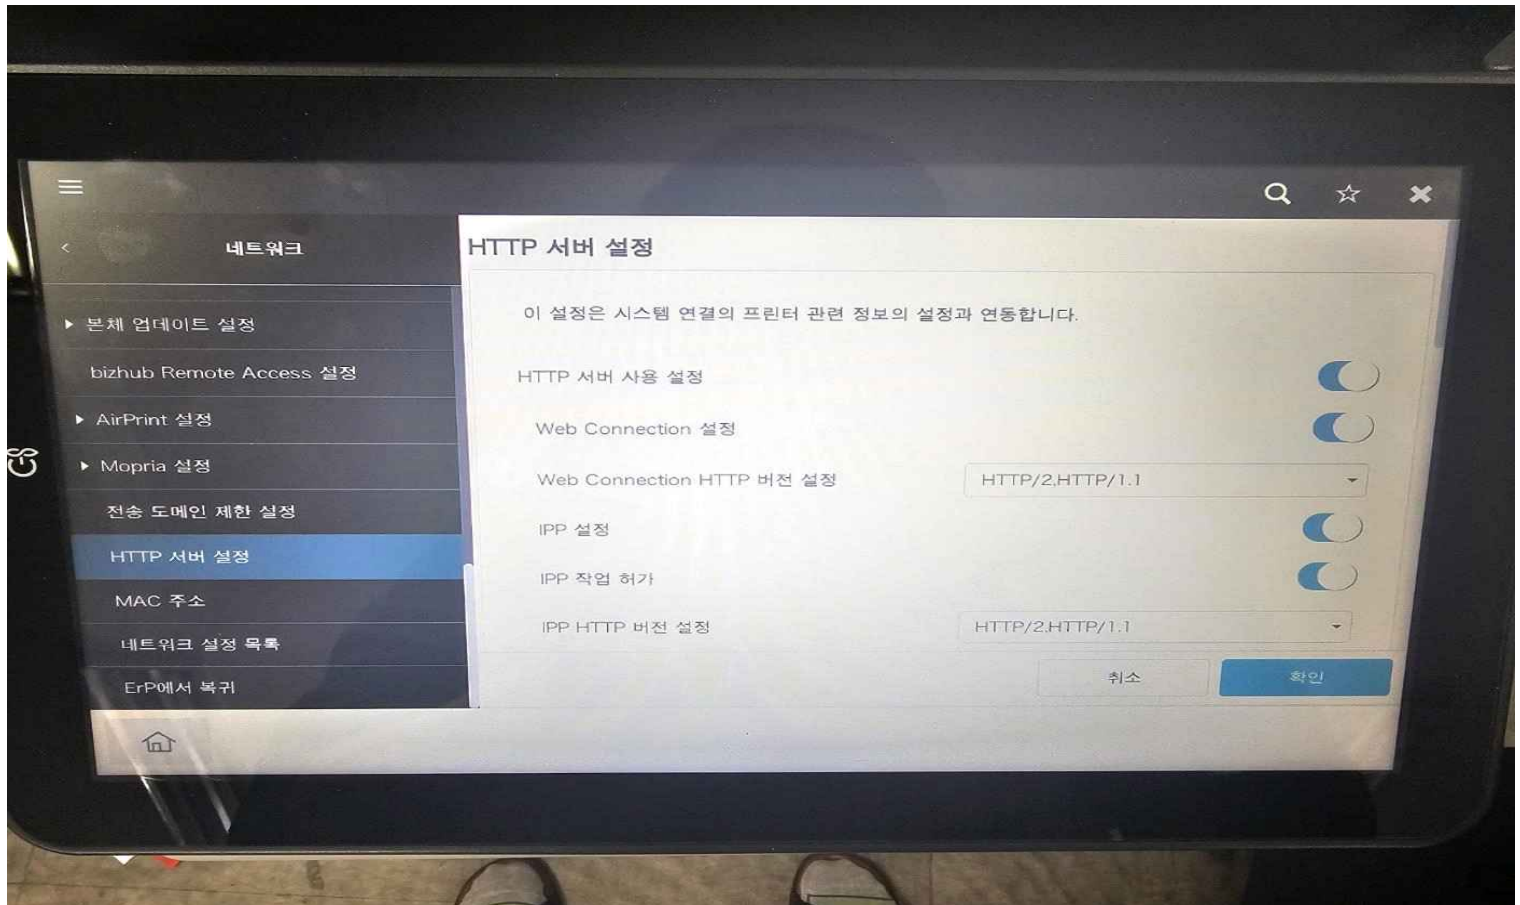 네트워크
HTTP 서버 설정
본체 업데이트 설정
bizhub Remote Access 설정
AirPrint 설정
Mopria 설정
전송 도메인 제한 설정
HTTP 서버 설정
MAC 주소
네트워크 설정 목록
ErP에서 복귀
이 설정은 시스템 연결의 프린터 관련 정보의 설정과 연동합니다.
HTTP 서버 사용 설정
Web Connection 설정
Web Connection HTTP 버전 설정 HTTP/2,HTTP/1.1
IPP 설정
IPP 작업 허가
IPP HTTP 버전 설정 HTTP/2,HTTP/1.1
취소 확인